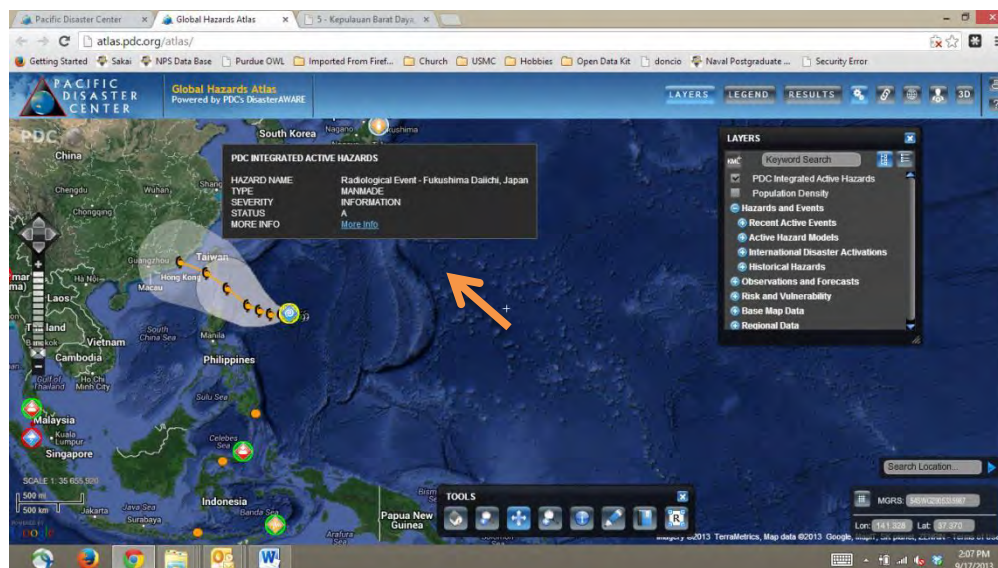 Pacific Disaster Center
Global Hazards Atlas
5 - Kepulauan Barat Daya
atlas.pdc.org/atlas/
Getting Started
Sakai
NPS Data Base
Purdue OWL
Imported From Firef...
Church
USMC
Hobbies
Open Data Kit
doncio
Naval Postgraduate ...
Security Error
PACIFIC
DISASTER
CENTER
Global Hazards Atlas
Powered by PDC's DisasterAWARE
LAYERS
LEGEND
RESULTS
3D
PDC
South Korea
Nagano
China
Chengdu
Wuhan
Chongqing
PDC INTEGRATED ACTIVE HAZARDS
HAZARD NAME Radiological Event - Fukushima Daiichi, Japan
TYPE MANMADE
SEVERITY INFORMATION
STATUS A
MORE INFO More Info
LAYERS
Keyword Search
PDC Integrated Active Hazards
Population Density
Hazards and Events
Recent Active Events
Active Hazard Models
International Disaster Activations
Historical Hazards
Observations and Forecasts
Risk and Vulnerability
Base Map Data
Regional Data
Guangzhou
Taiwan
Hong Kong
Macau
Laos
South
China Sea
Manila
Vietnam
Cambodia
Philippines
Gulf of
Thailand
Ho Chi
Minh City
Sulu Sea
Malaysia
Kuala
Lumpur
Singapore
Celebes
Sea
SCALE 1: 35 655 920
500 mi
500 km
Jakarta
Java Sea
Surabaya
Indonesia
Banda Sea
Arafura
Sea
Papua New
Guinea
TOOLS
Search Location...
MGRS:
Lon: 141.328 Lat: 37.370
2:07 PM
9/17/2013